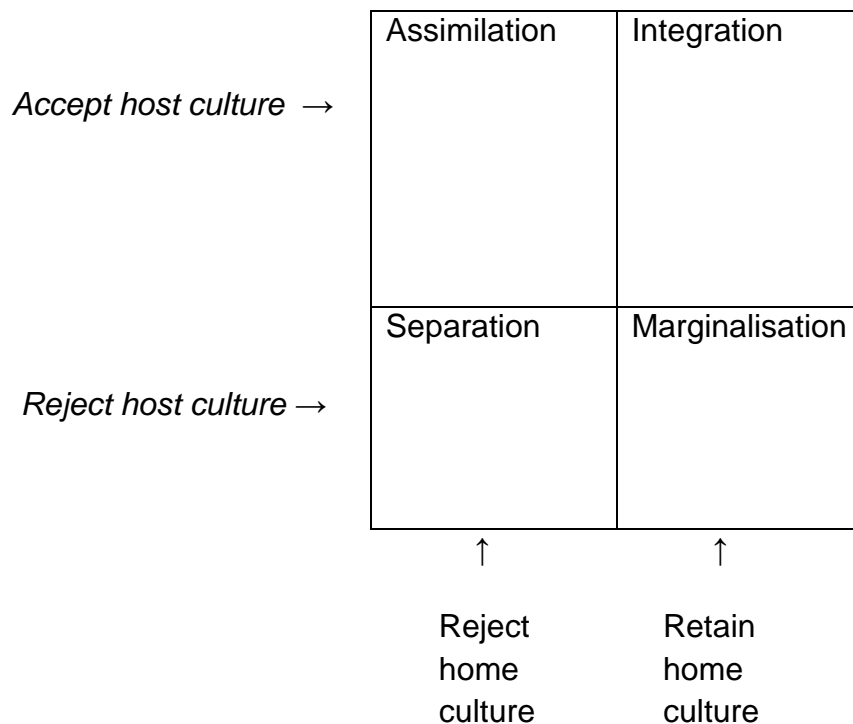 Assimilation Integration
Accept host culture →
Separation Marginalisation
Reject host culture →
↑ ↑
Reject Retain
home home
culture culture